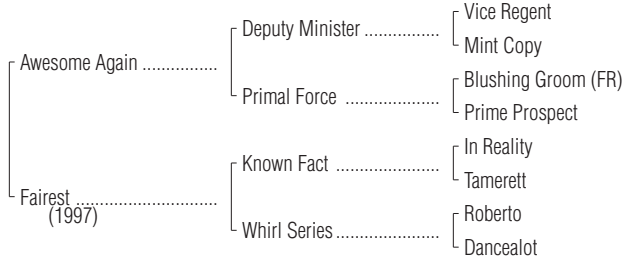 Vice Regent
Deputy Minister ................
Mint Copy
Awesome Again ................
Blushing Groom (FR)
Primal Force ....................
Prime Prospect
In Reality
Known Fact ......................
Tamerett
Fairest ..............................
(1997)
Roberto
Whirl Series ......................
Dancealot